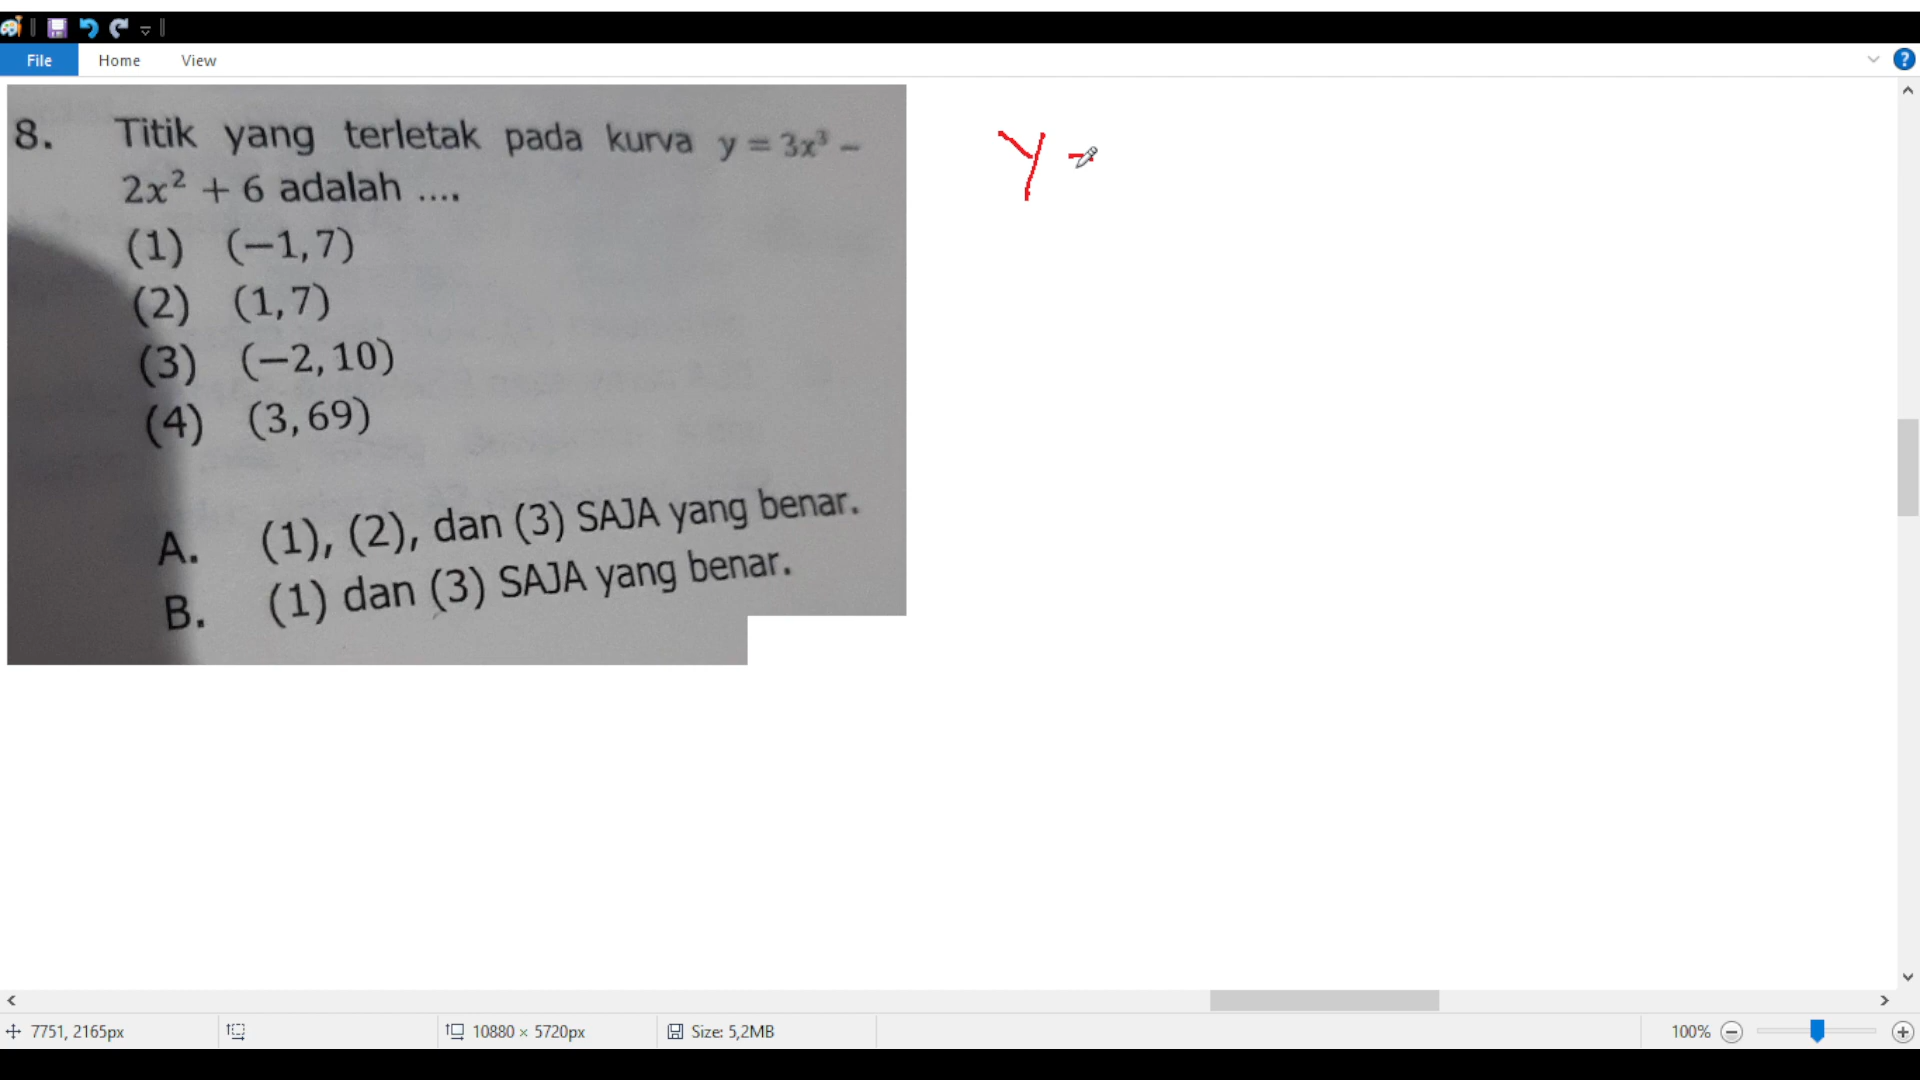 File Home View
8. Titik yang terletak pada kurva y = 3x³ –
2x² + 6 adalah ....
(1) (−1, 7)
(2) (1, 7)
(3) (−2, 10)
(4) (3, 69)
A. (1), (2), dan (3) SAJA yang benar.
B. (1) dan (3) SAJA yang benar.
y =
7751, 2165px 10880 × 5720px Size: 5,2MB 100%